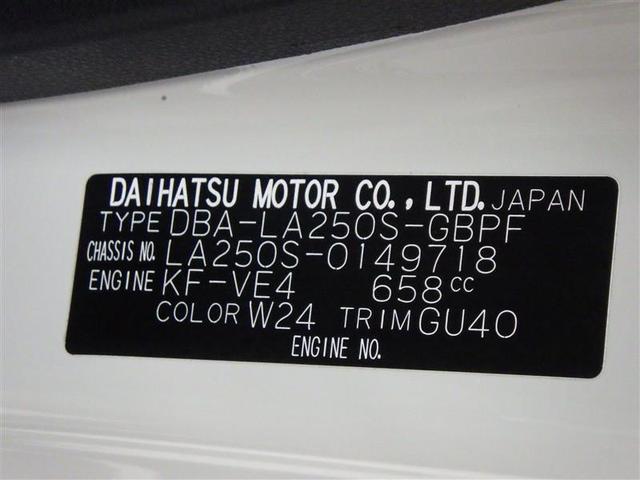 DAIHATSU MOTOR CO., LTD. JAPAN
TYPE DBA-LA250S-GBPF
CHASSIS NO. LA250S-0149718
ENGINE KF-VE4 658cc
COLOR W24 TRIM GU40
ENGINE NO.